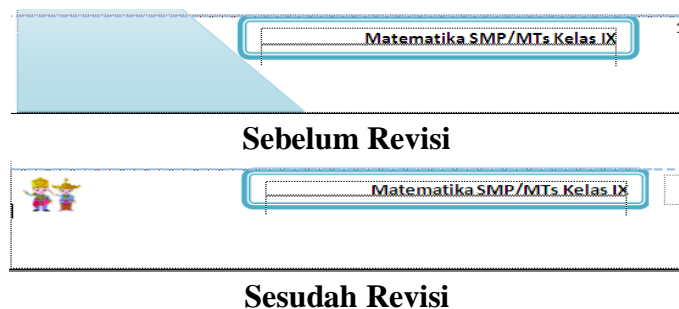 Matematika SMP/MTs Kelas IX
Sebelum Revisi
Matematika SMP/MTs Kelas IX
Sesudah Revisi